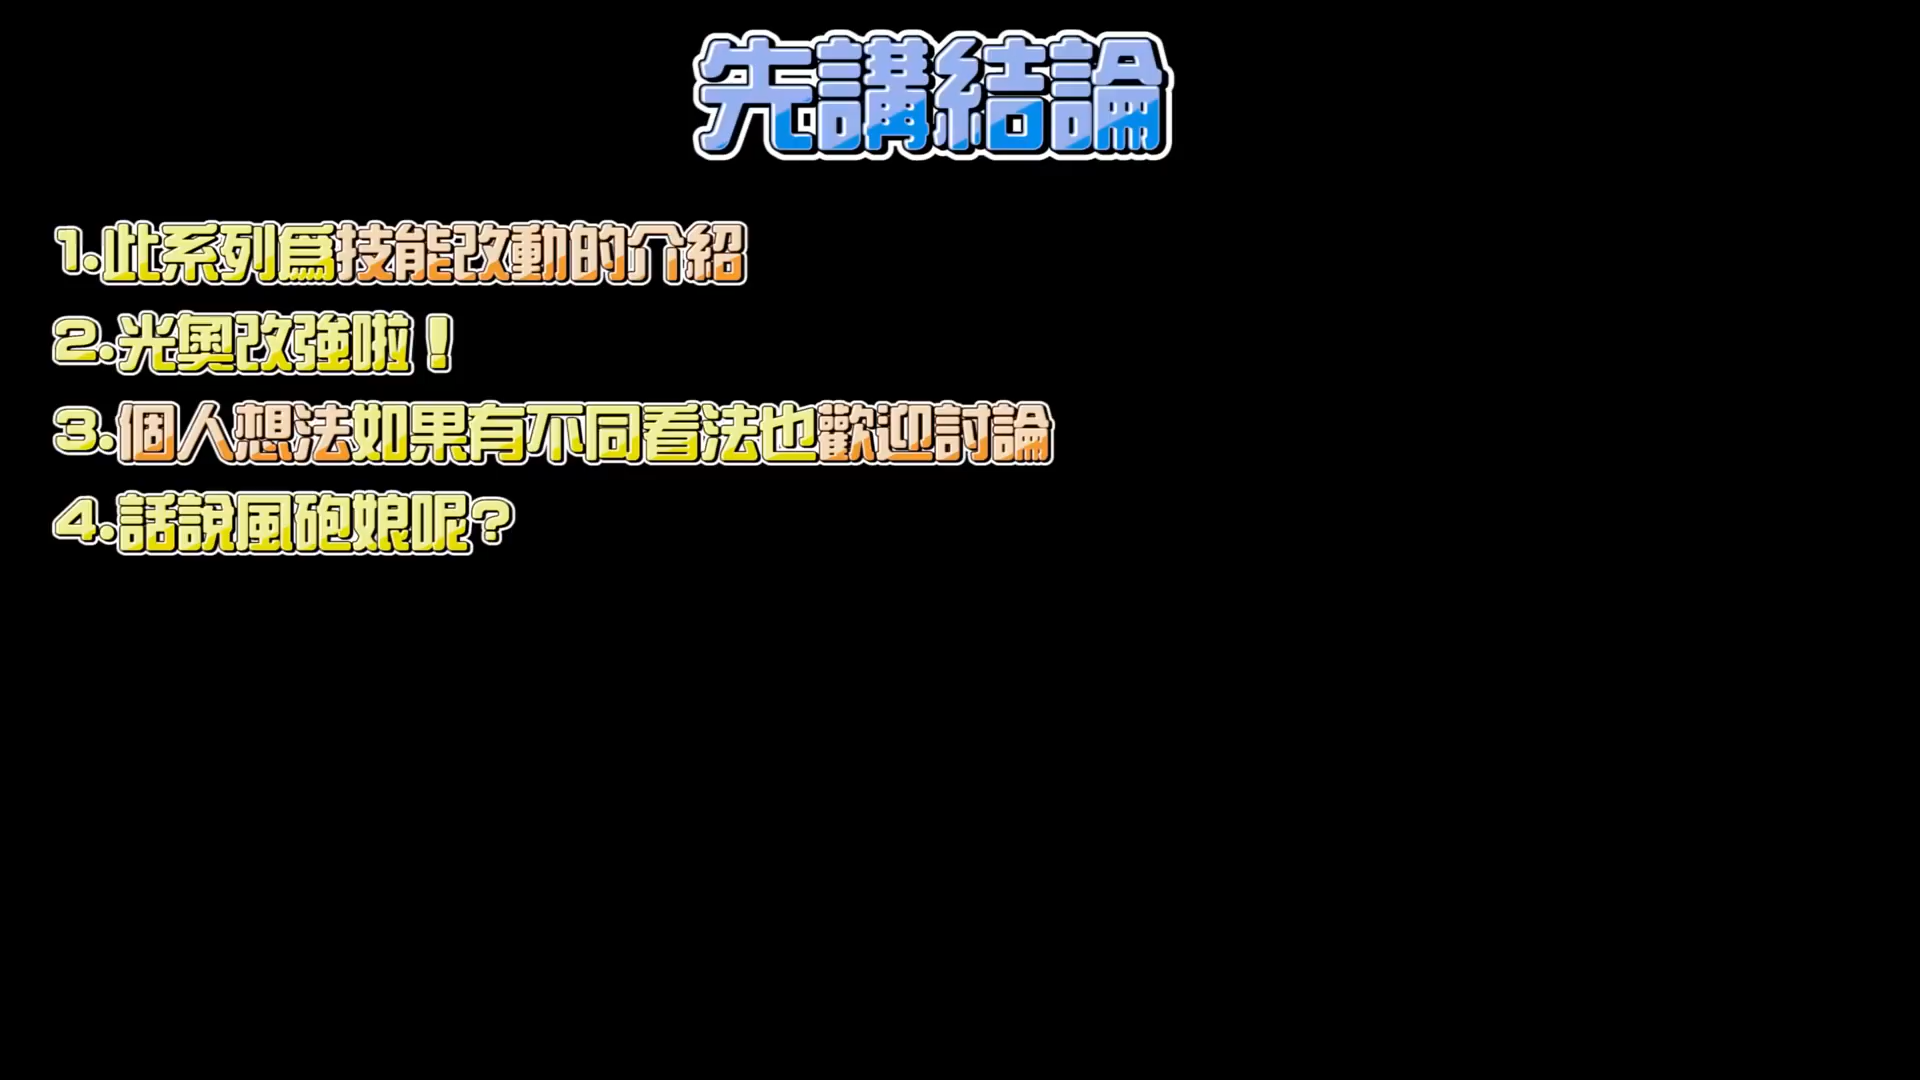 先講結論
1.此系列爲技能改動的介紹
2.光奧改強啦！
3.個人想法如果有不同看法也歡迎討論
4.話說風砲娘呢？